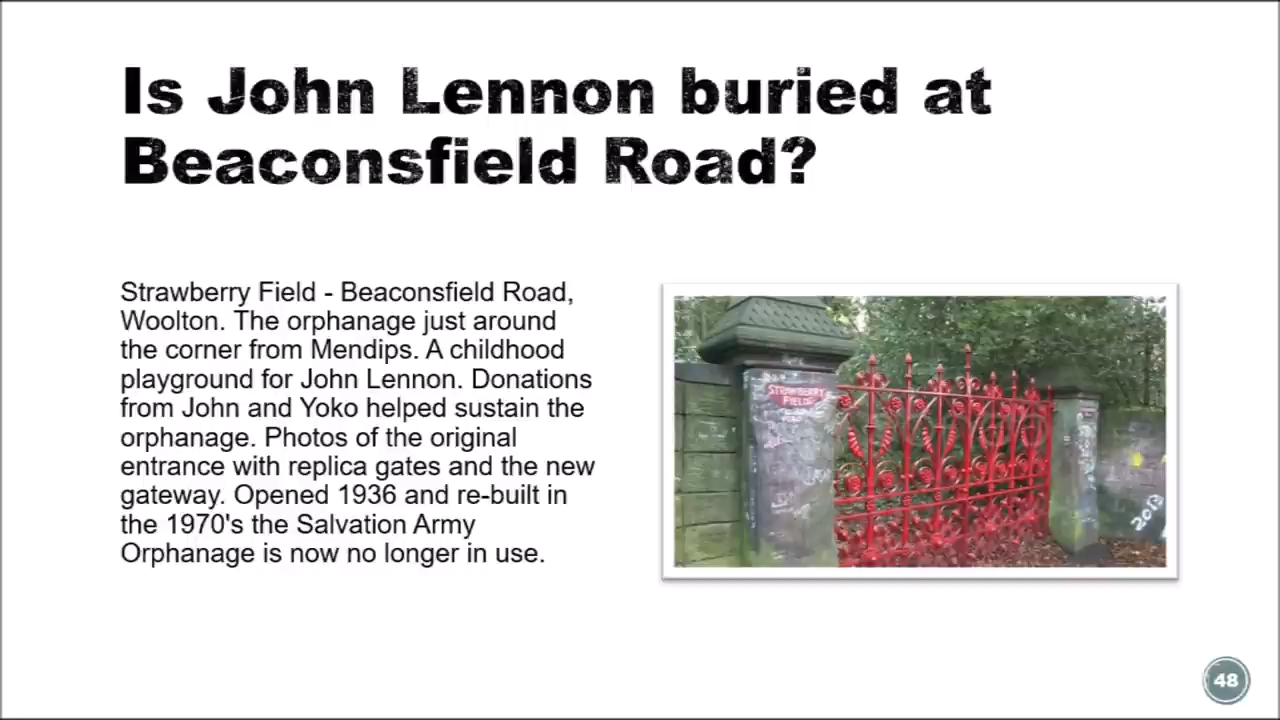 Is John Lennon buried at
Beaconsfield Road?
Strawberry Field - Beaconsfield Road,
Woolton. The orphanage just around
the corner from Mendips. A childhood
playground for John Lennon. Donations
from John and Yoko helped sustain the
orphanage. Photos of the original
entrance with replica gates and the new
gateway. Opened 1936 and re-built in
the 1970's the Salvation Army
Orphanage is now no longer in use.
STRAWBERRY
FIELD
2013
48